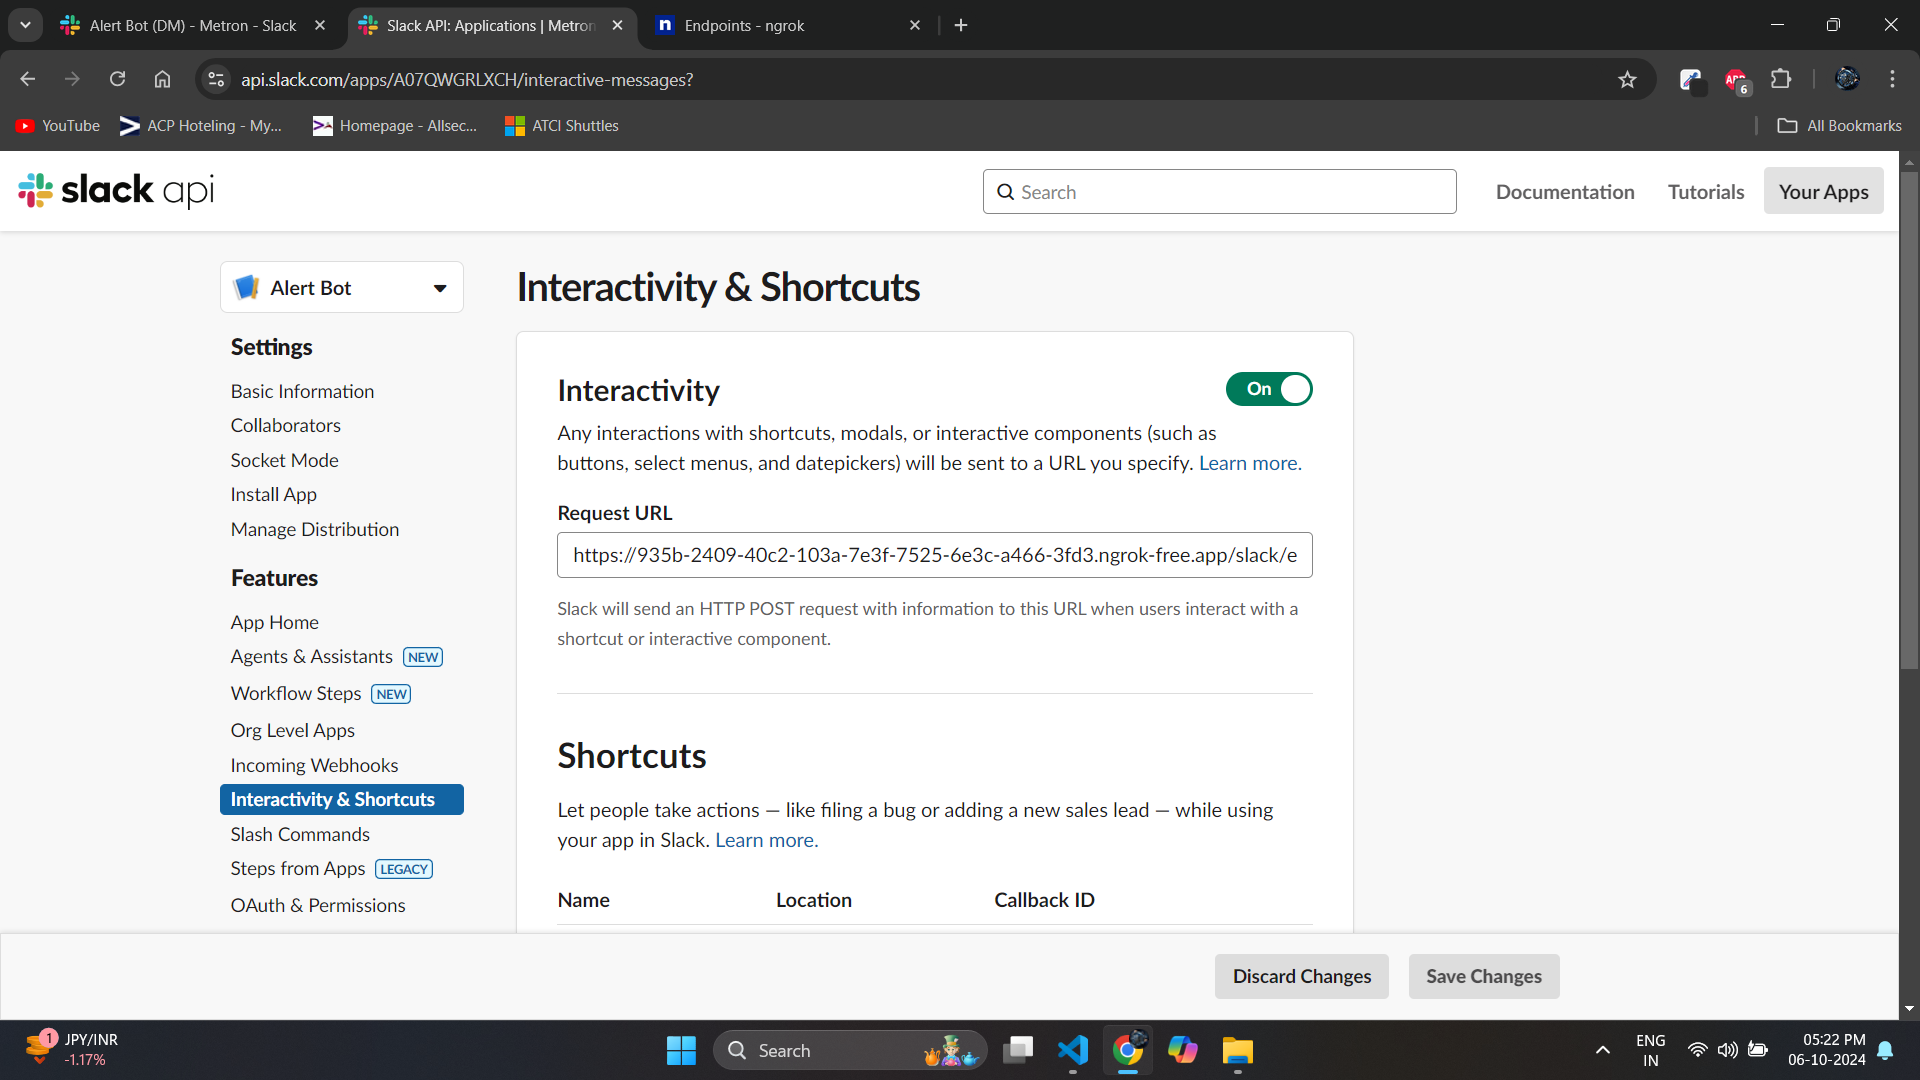 Alert Bot (DM) - Metron - Slack
Slack API: Applications | Metron
Endpoints - ngrok
api.slack.com/apps/A07QWGRLXCH/interactive-messages?
ABP
6
YouTube
ACP Hoteling - My...
Homepage - Allsec...
ATCI Shuttles
All Bookmarks
slack api
Search
Documentation
Tutorials
Your Apps
Alert Bot
Settings
Basic Information
Collaborators
Socket Mode
Install App
Manage Distribution
Features
App Home
Agents & Assistants NEW
Workflow Steps NEW
Org Level Apps
Incoming Webhooks
Interactivity & Shortcuts
Slash Commands
Steps from Apps LEGACY
OAuth & Permissions
Interactivity & Shortcuts
Interactivity
On
Any interactions with shortcuts, modals, or interactive components (such as
buttons, select menus, and datepickers) will be sent to a URL you specify. Learn more.
Request URL
https://935b-2409-40c2-103a-7e3f-7525-6e3c-a466-3fd3.ngrok-free.app/slack/e
Slack will send an HTTP POST request with information to this URL when users interact with a
shortcut or interactive component.
Shortcuts
Let people take actions — like filing a bug or adding a new sales lead — while using
your app in Slack. Learn more.
Name Location Callback ID
Discard Changes
Save Changes
1
JPY/INR
-1.17%
Search
ENG
IN
05:22 PM
06-10-2024